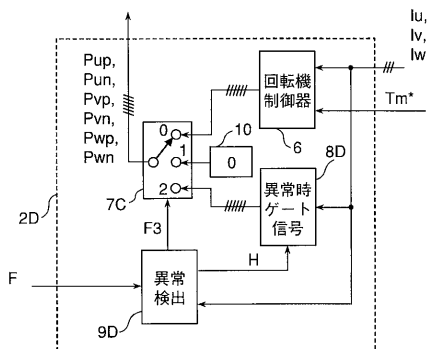 Iu,
Iv,
Iw
Pup,
Pun,
Pvp,
Pvn,
Pwp,
Pwn
回転機
制御器
6
Tm*
0
1
2
7C
10
0
8D
異常時
ゲート
信号
2D
F3
H
F
異常
検出
9D